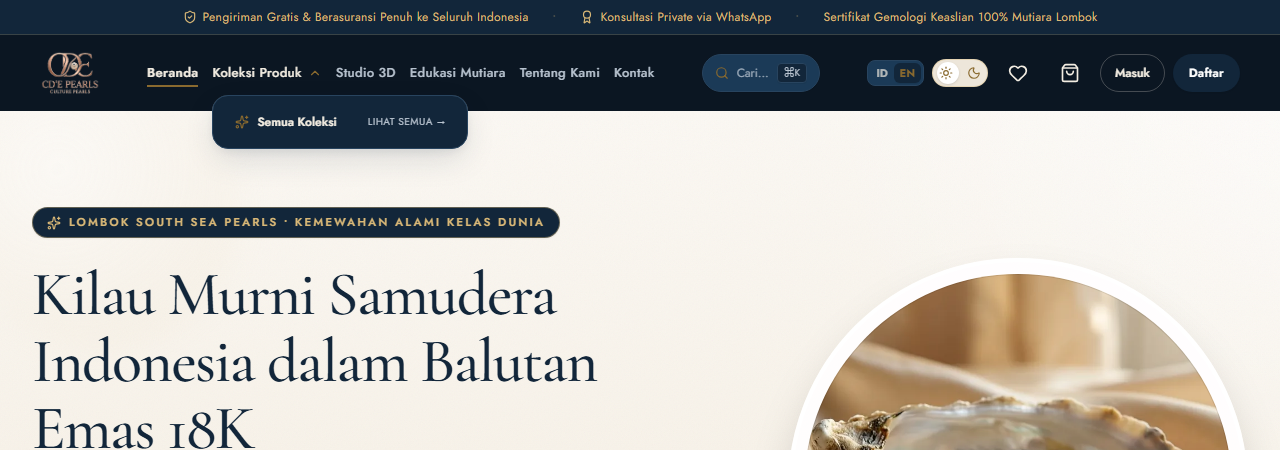 Pengiriman Gratis & Berasuransi Penuh ke Seluruh Indonesia · Konsultasi Private via WhatsApp · Sertifikat Gemologi Keaslian 100% Mutiara Lombok
CD'E PEARLS
CULTURE PEARLS
Beranda Koleksi Produk Studio 3D Edukasi Mutiara Tentang Kami Kontak Cari... ⌘K ID EN Masuk Daftar
Semua Koleksi LIHAT SEMUA →
LOMBOK SOUTH SEA PEARLS · KEMEWAHAN ALAMI KELAS DUNIA
Kilau Murni Samudera
Indonesia dalam Balutan
Emas 18K